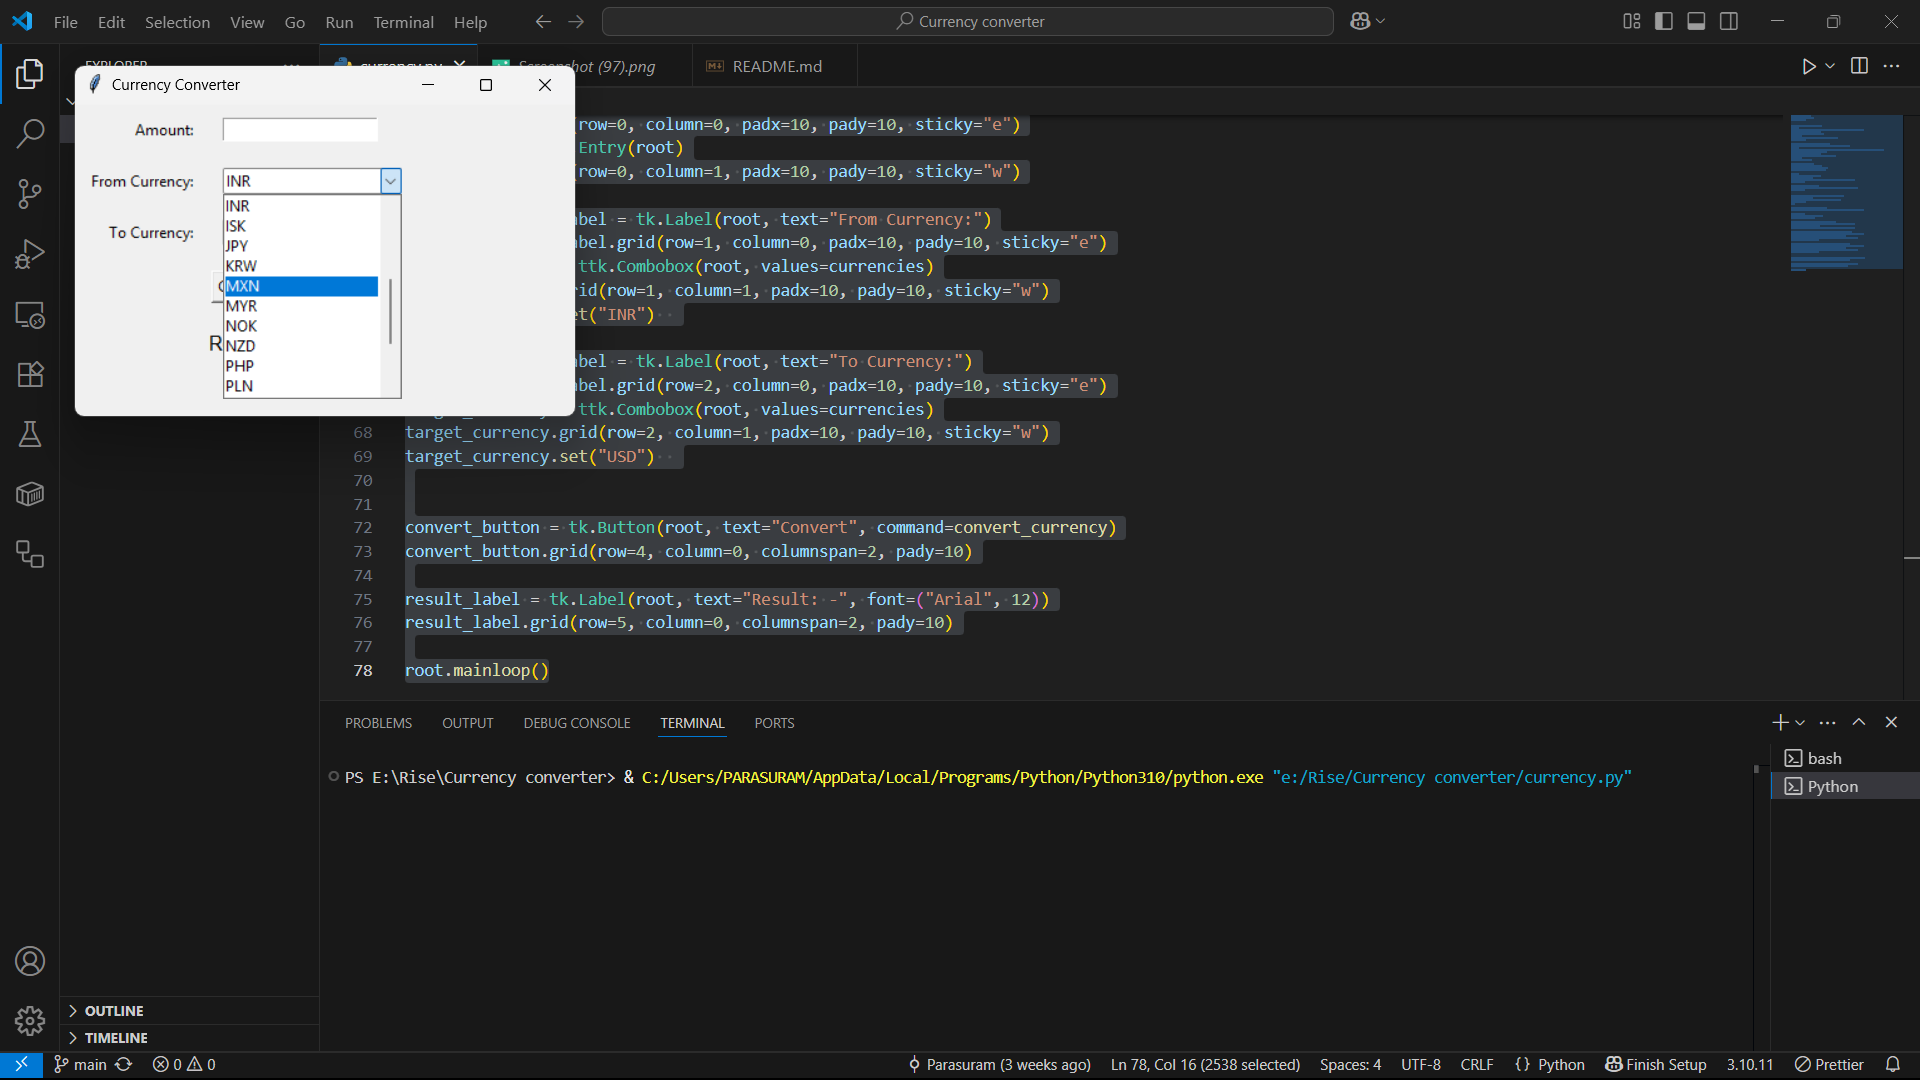 File Edit Selection View Go Run Terminal Help
Currency converter
EXPLORER
currency.py
Screenshot (97).png
README.md
Currency Converter
Amount:
From Currency:
INR
To Currency:
INR
ISK
JPY
KRW
MXN
MYR
NOK
NZD
PHP
PLN
R
row=0, column=0, padx=10, pady=10, sticky="e")
Entry(root)
row=0, column=1, padx=10, pady=10, sticky="w")
bel = tk.Label(root, text="From Currency:")
bel.grid(row=1, column=0, padx=10, pady=10, sticky="e")
ttk.Combobox(root, values=currencies)
rid(row=1, column=1, padx=10, pady=10, sticky="w")
et("INR")
bel = tk.Label(root, text="To Currency:")
bel.grid(row=2, column=0, padx=10, pady=10, sticky="e")
ttk.Combobox(root, values=currencies)
68 target_currency.grid(row=2, column=1, padx=10, pady=10, sticky="w")
69 target_currency.set("USD")
70
71
72 convert_button = tk.Button(root, text="Convert", command=convert_currency)
73 convert_button.grid(row=4, column=0, columnspan=2, pady=10)
74
75 result_label = tk.Label(root, text="Result: -", font=("Arial", 12))
76 result_label.grid(row=5, column=0, columnspan=2, pady=10)
77
78 root.mainloop()
PROBLEMS OUTPUT DEBUG CONSOLE TERMINAL PORTS
PS E:\Rise\Currency converter> & C:/Users/PARASURAM/AppData/Local/Programs/Python/Python310/python.exe "e:/Rise/Currency converter/currency.py"
bash
Python
OUTLINE
TIMELINE
main 0 0 Parasuram (3 weeks ago) Ln 78, Col 16 (2538 selected) Spaces: 4 UTF-8 CRLF {} Python Finish Setup 3.10.11 Prettier